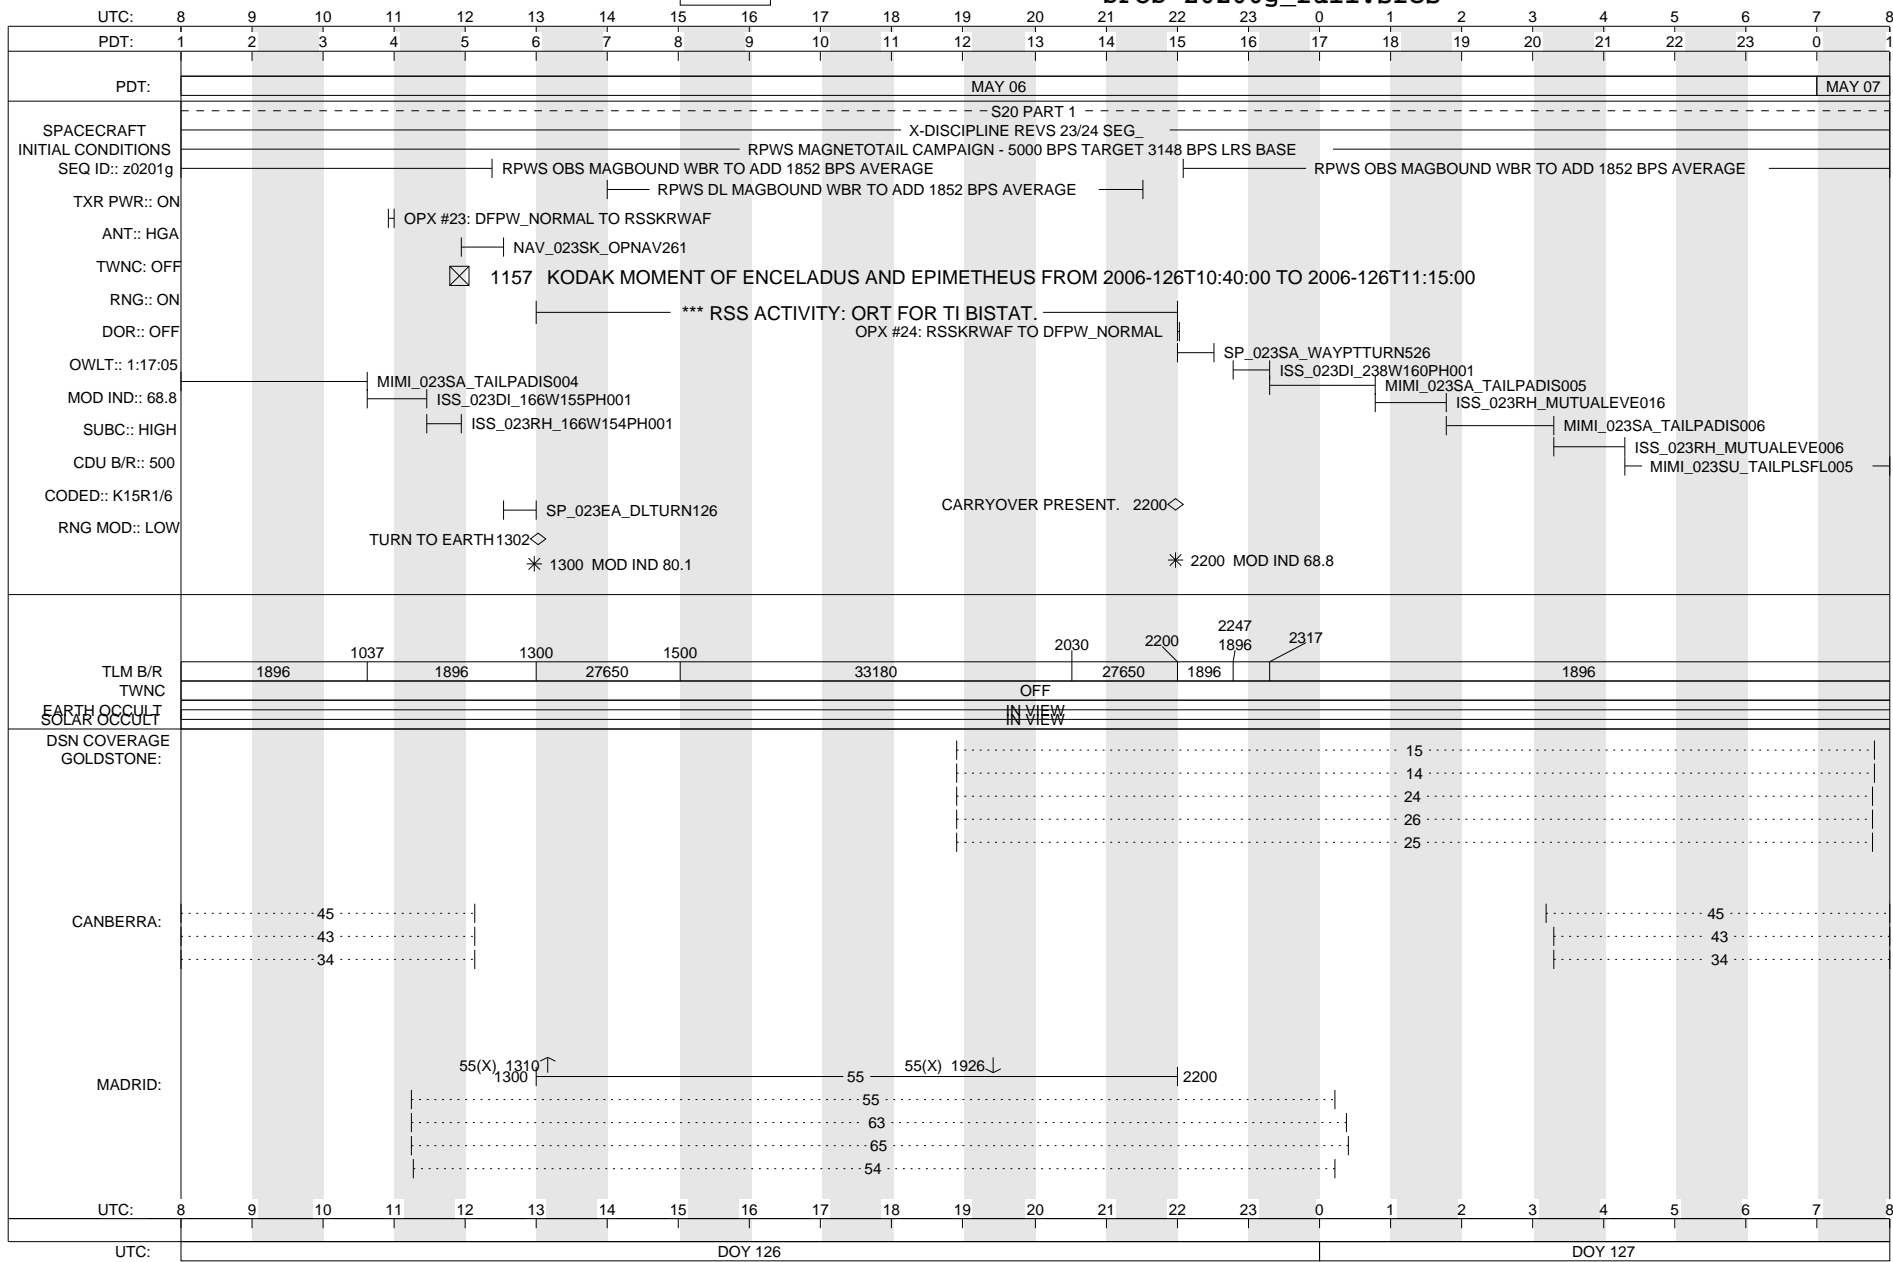 UTC: 8 9 10 11 12 13 14 15 16 17 18 19 20 21 22 23 0 1 2 3 4 5 6 7 8
PDT: 1 2 3 4 5 6 7 8 9 10 11 12 13 14 15 16 17 18 19 20 21 22 23 0 1
PDT: MAY 06 MAY 07
S20 PART 1
SPACECRAFT X-DISCIPLINE REVS 23/24 SEG_
INITIAL CONDITIONS RPWS MAGNETOTAIL CAMPAIGN - 5000 BPS TARGET 3148 BPS LRS BASE
SEQ ID:: z0201g RPWS OBS MAGBOUND WBR TO ADD 1852 BPS AVERAGE RPWS OBS MAGBOUND WBR TO ADD 1852 BPS AVERAGE
RPWS DL MAGBOUND WBR TO ADD 1852 BPS AVERAGE
TXR PWR:: ON
OPX #23: DFPW_NORMAL TO RSSKRWAF
ANT:: HGA
NAV_023SK_OPNAV261
TWNC: OFF
1157 KODAK MOMENT OF ENCELADUS AND EPIMETHEUS FROM 2006-126T10:40:00 TO 2006-126T11:15:00
RNG:: ON
*** RSS ACTIVITY: ORT FOR TI BISTAT.
DOR:: OFF OPX #24: RSSKRWAF TO DFPW_NORMAL
SP_023SA_WAYPTTURN526
OWLT:: 1:17:05 ISS_023DI_238W160PH001
MIMI_023SA_TAILPADIS004 MIMI_023SA_TAILPADIS005
MOD IND:: 68.8 ISS_023DI_166W155PH001 ISS_023RH_MUTUALEVE016
ISS_023RH_166W154PH001 MIMI_023SA_TAILPADIS006
SUBC:: HIGH
ISS_023RH_MUTUALEVE006
CDU B/R:: 500 MIMI_023SU_TAILPLSFL005
CODED:: K15R1/6
CARRYOVER PRESENT. 2200
SP_023EA_DLTURN126
RNG MOD:: LOW
TURN TO EARTH 1302
1300 MOD IND 80.1 2200 MOD IND 68.8
2247
1037 1300 1500 2030 2200 1896 2317
TLM B/R 1896 1896 27650 33180 27650 1896 1896
TWNC OFF
EARTH OCCULT IN VIEW
SOLAR OCCULT IN VIEW
DSN COVERAGE
GOLDSTONE: 15
14
24
26
25
CANBERRA: 45 45
43 43
34 34
55(X) 1310 55(X) 1926
MADRID: 1300 55 2200
55
63
65
54
UTC: 8 9 10 11 12 13 14 15 16 17 18 19 20 21 22 23 0 1 2 3 4 5 6 7 8
UTC: DOY 126 DOY 127